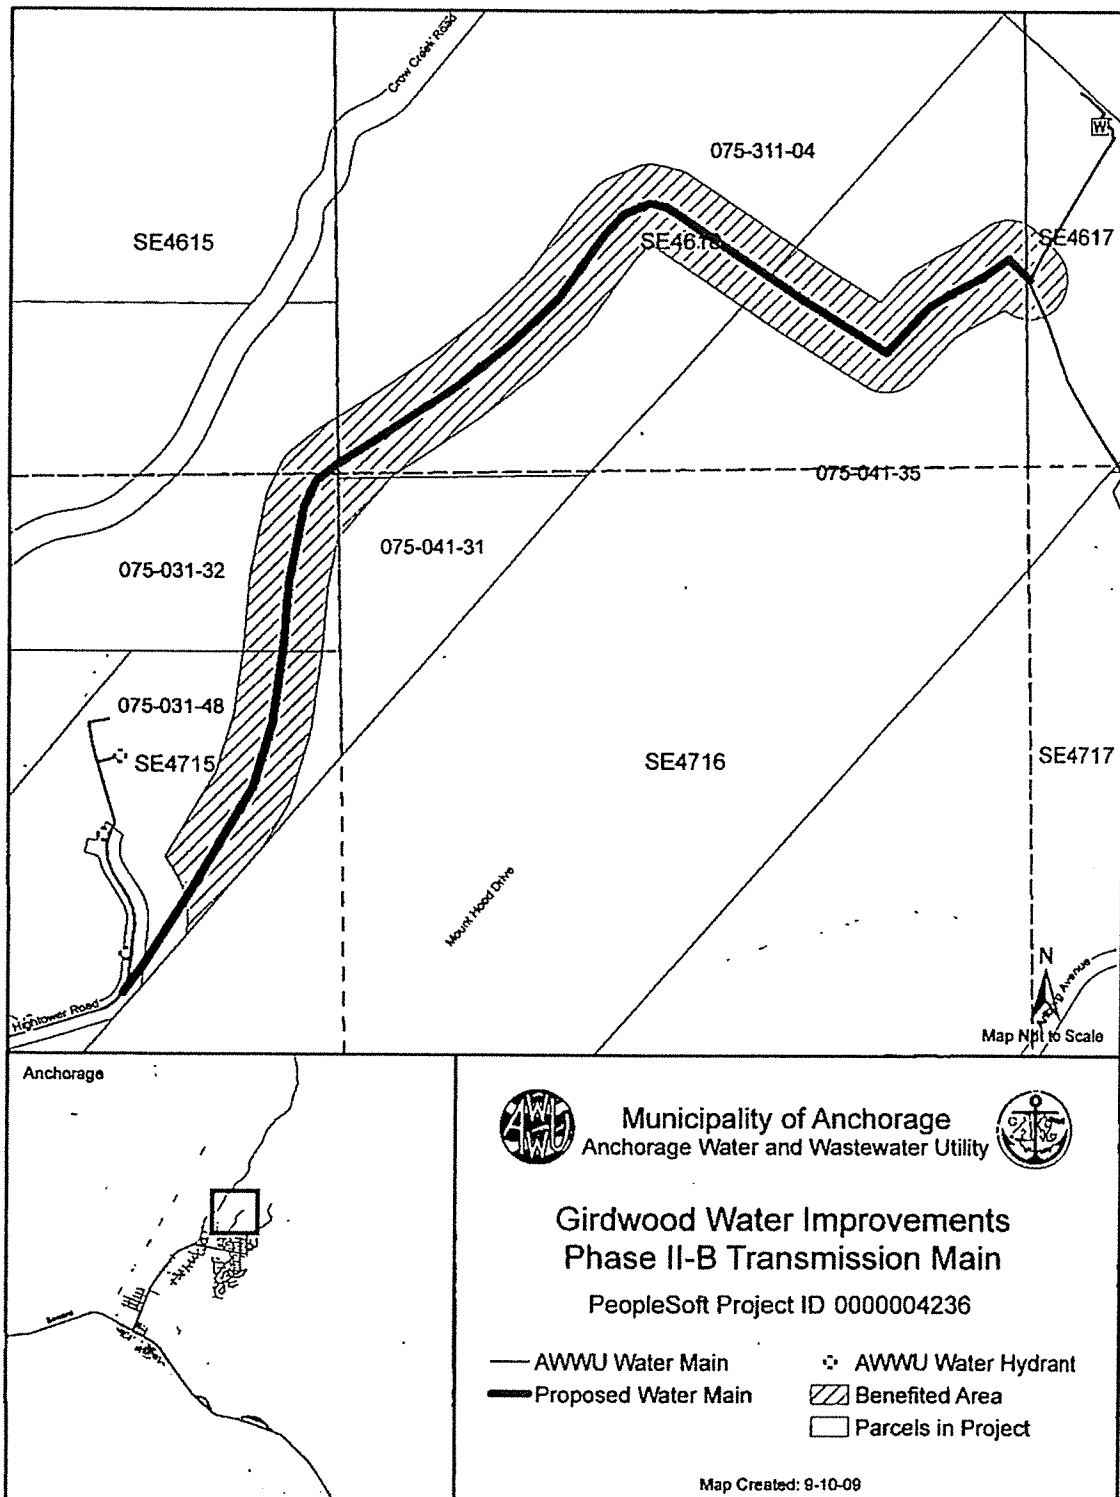 Crow Creek Road
075-311-04
W
SE4615
SE4616
SE4617
075-041-35
075-041-31
075-031-32
075-031-48
SE4715
SE4716
SE4717
Mount Hood Drive
N
Avenue
Hightower Road
Map Not to Scale
Anchorage
AWWU
Municipality of Anchorage
Anchorage Water and Wastewater Utility
Girdwood Water Improvements
Phase II-B Transmission Main
PeopleSoft Project ID 0000004236
AWWU Water Main
AWWU Water Hydrant
Proposed Water Main
Benefited Area
Parcels in Project
Map Created: 9-10-09